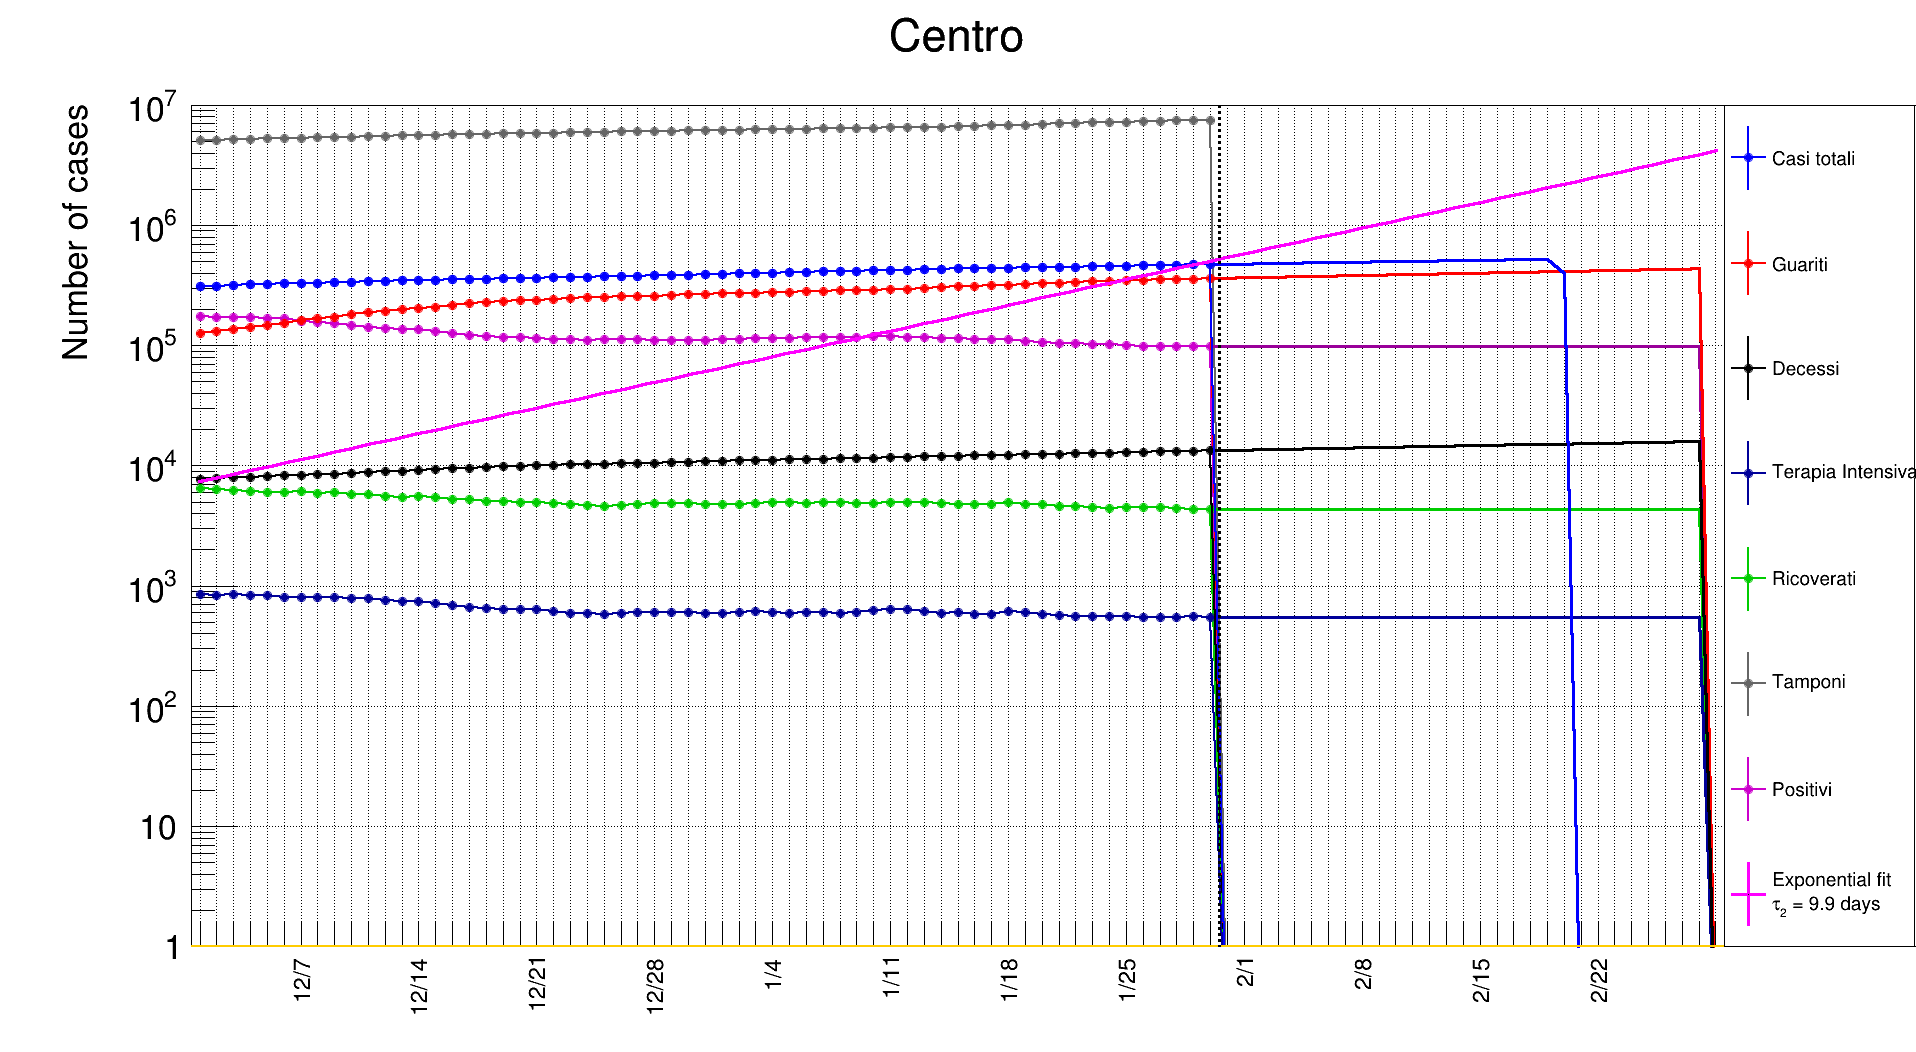 Centro
Number of cases
10^7
10^6
10^5
10^4
10^3
10^2
10
1
12/7
12/14
12/21
12/28
1/4
1/11
1/18
1/25
2/1
2/8
2/15
2/22
Casi totali
Guariti
Decessi
Terapia Intensiva
Ricoverati
Tamponi
Positivi
Exponential fit
τ₂ = 9.9 days